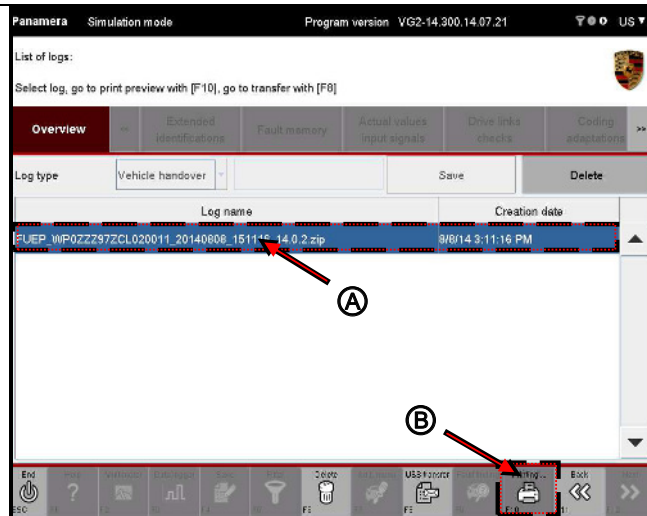 Panamera Simulation mode Program version VG2-14.300.14.07.21 US
List of logs:
Select log, go to print preview with [F10], go to transfer with [F8]
Overview Extended identifications Fault memory Actual values input signals Drive links checks Coding adaptations >>
Log type Vehicle handover Save Delete
Log name Creation date
14.0.2.zip 8/8/14 3:11:16 PM
A
B
End Delete USB transfer Back
ESC F10